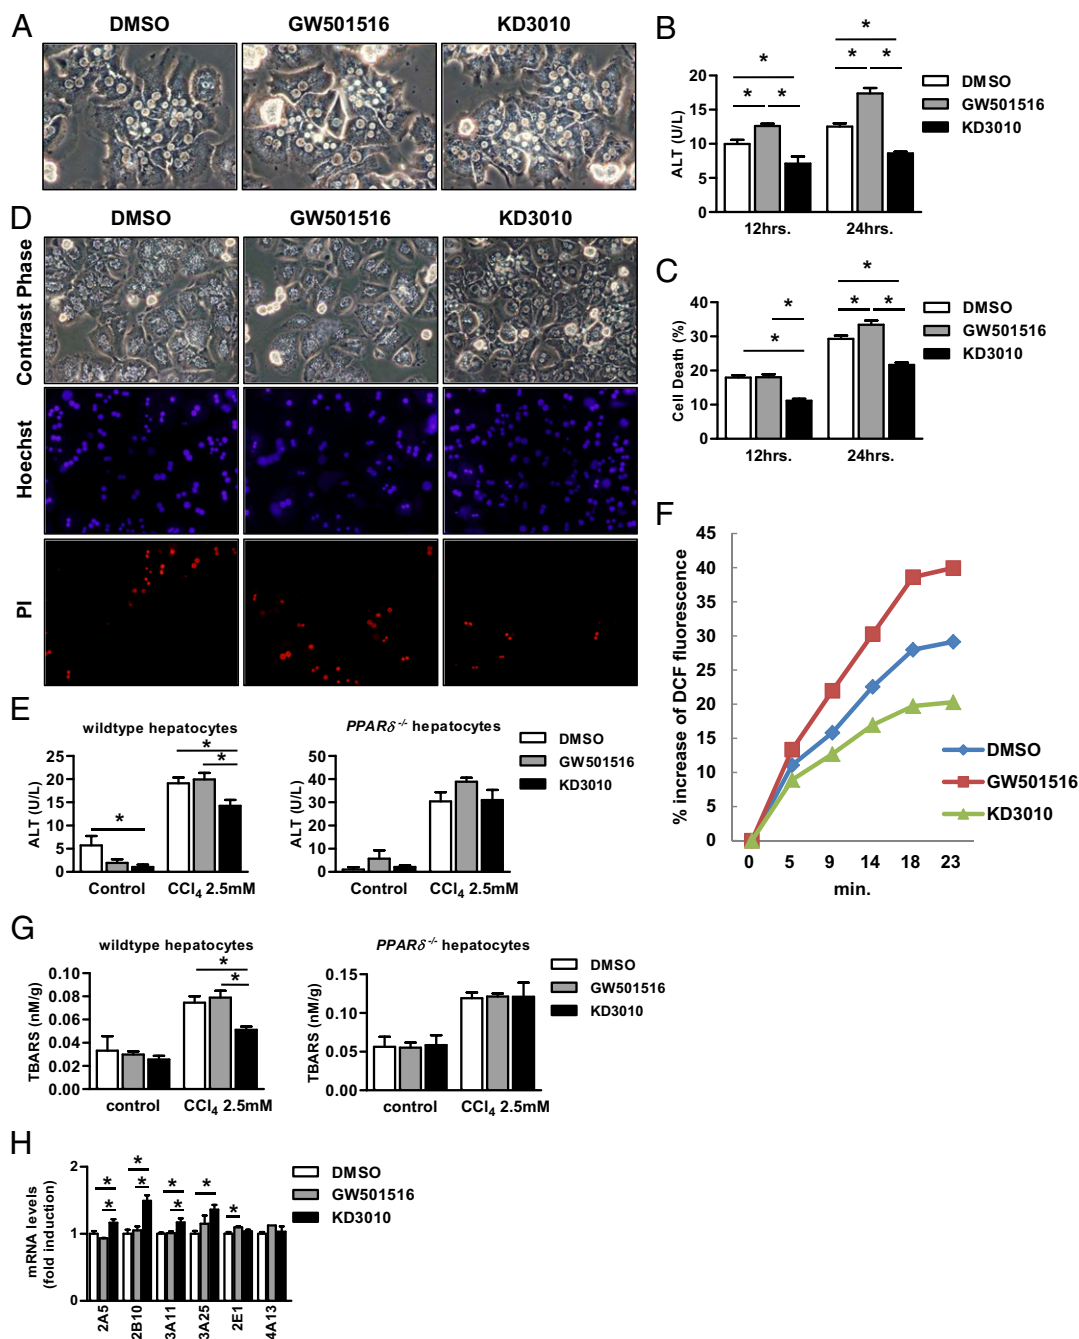 A
DMSO GW501516 KD3010
B
* * * * * *
ALT (U/L)
20
15
10
5
0
12hrs. 24hrs.
DMSO
GW501516
KD3010
C
* * * * *
Cell Death (%)
40
30
20
10
0
12hrs. 24hrs.
DMSO
GW501516
KD3010
D
DMSO GW501516 KD3010
Contrast Phase
Hoechst
PI
E
wildtype hepatocytes
ALT (U/L)
25
20
15
10
5
0
* * *
Control CCl4 2.5mM
PPARδ -/- hepatocytes
ALT (U/L)
50
40
30
20
10
0
Control CCl4 2.5mM
DMSO
GW501516
KD3010
F
% increase of DCF fluorescence
45
40
35
30
25
20
15
10
5
0
0 5 9 14 18 23
min.
DMSO
GW501516
KD3010
G
wildtype hepatocytes
TBARS (nM/g)
0.10
0.08
0.06
0.04
0.02
0.00
* *
control CCl4 2.5mM
PPARδ -/- hepatocytes
TBARS (nM/g)
0.15
0.10
0.05
0.00
control CCl4 2.5mM
DMSO
GW501516
KD3010
H
mRNA levels
(fold induction)
2
1
0
* * * * * * * *
2A5
2B10
3A11
3A25
2E1
4A13
DMSO
GW501516
KD3010